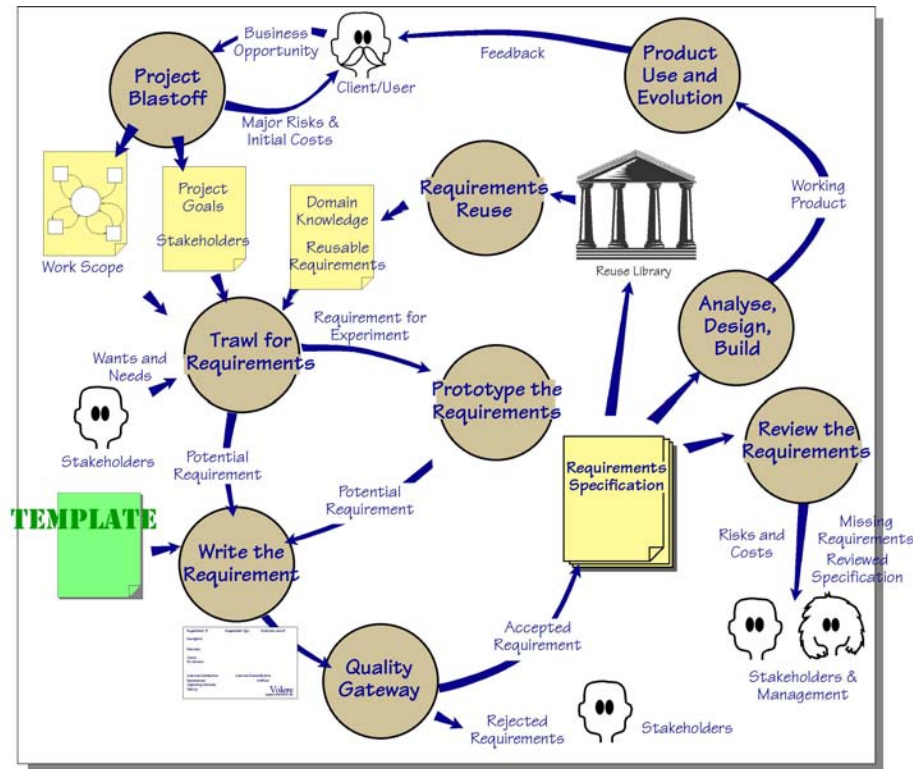 Business
Opportunity
Project
Blastoff
Client/User
Feedback
Product
Use and
Evolution
Major Risks &
Initial Costs
Work Scope
Project
Goals
Stakeholders
Domain
Knowledge
Reusable
Requirements
Requirements
Reuse
Reuse Library
Working
Product
Trawl for
Requirements
Requirement for
Experiment
Analyse,
Design,
Build
Wants and
Needs
Stakeholders
Prototype the
Requirements
Review the
Requirements
Potential
Requirement
Potential
Requirement
Requirements
Specification
TEMPLATE
Write the
Requirement
Risks and
Costs
Missing
Requirements
Reviewed
Specification
Volere
Accepted
Requirement
Quality
Gateway
Stakeholders &
Management
Rejected
Requirements
Stakeholders